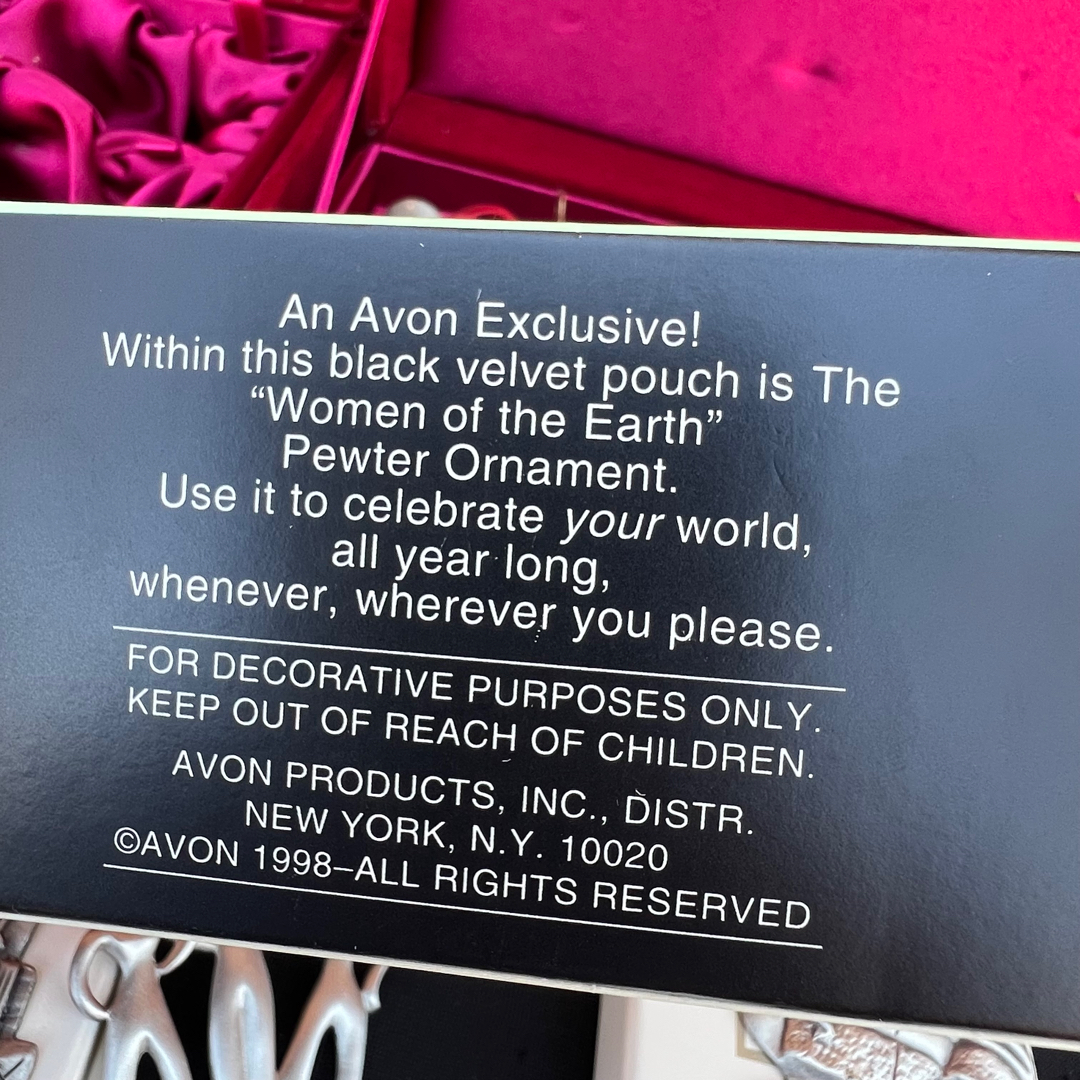 An Avon Exclusive!
Within this black velvet pouch is The
“Women of the Earth”
Pewter Ornament.
Use it to celebrate your world,
all year long,
whenever, wherever you please.
FOR DECORATIVE PURPOSES ONLY.
KEEP OUT OF REACH OF CHILDREN.
AVON PRODUCTS, INC., DISTR.
NEW YORK, N.Y. 10020
©AVON 1998–ALL RIGHTS RESERVED